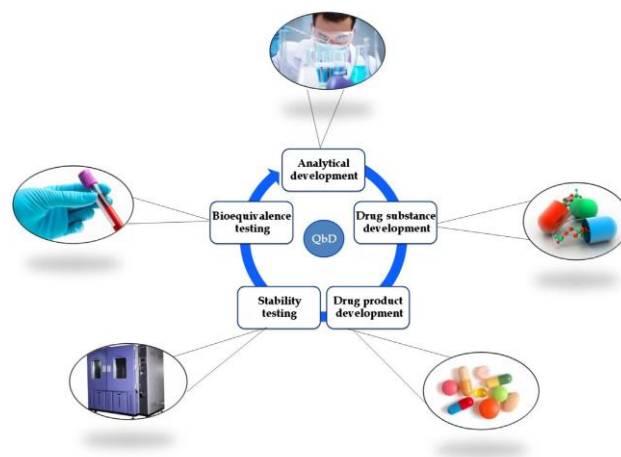 Analytical
development
Bioequivalence
testing
Drug substance
development
QbD
Stability
testing
Drug product
development